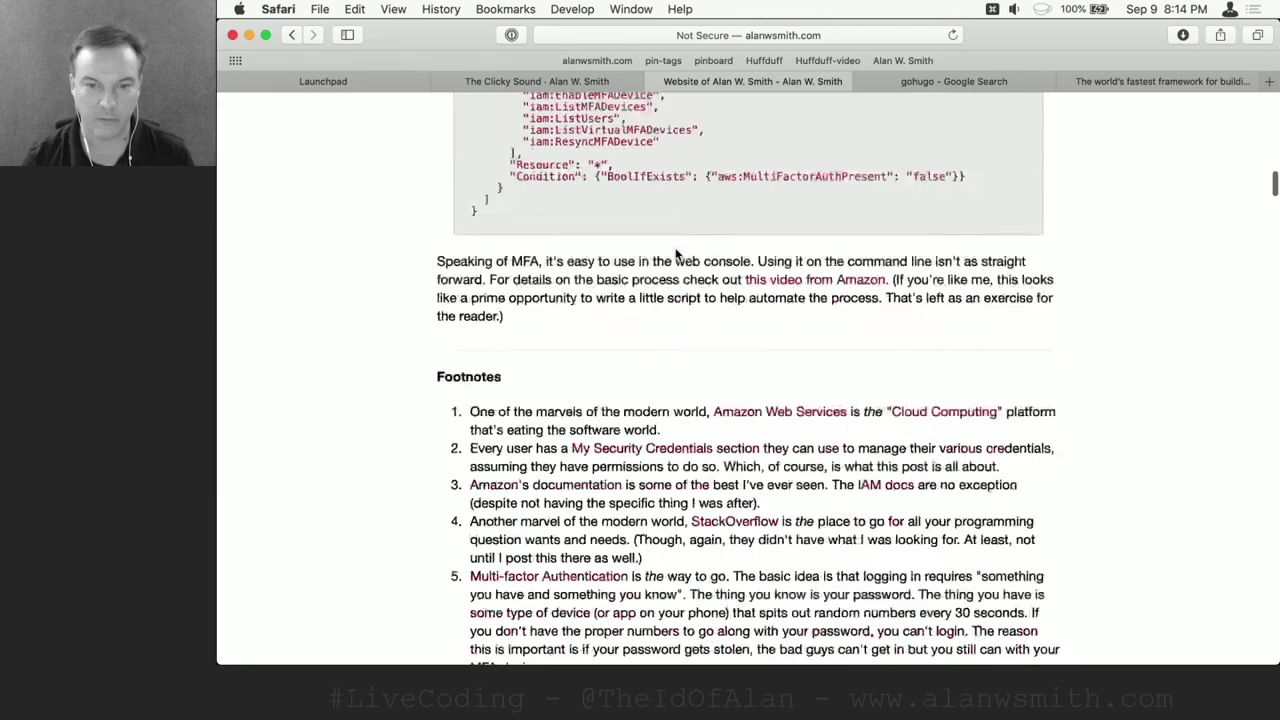 Safari File Edit View History Bookmarks Develop Window Help 100% Sep 9 8:14 PM
Not Secure — alanwsmith.com
alanwsmith.com pin-tags pinboard Huffduff Huffduff-video Alan W. Smith
Launchpad The Clicky Sound - Alan W. Smith Website of Alan W. Smith - Alan W. Smith gohugo - Google Search The world's fastest framework for buildi...
"iam:EnableMFADevice",
"iam:ListMFADevices",
"iam:ListUsers",
"iam:ListVirtualMFADevices",
"iam:ResyncMFADevice"
],
"Resource": "*",
"Condition": {"BoolIfExists": {"aws:MultiFactorAuthPresent": "false"}}
}
]
}
Speaking of MFA, it's easy to use in the web console. Using it on the command line isn't as straight
forward. For details on the basic process check out this video from Amazon. (If you're like me, this looks
like a prime opportunity to write a little script to help automate the process. That's left as an exercise for
the reader.)
Footnotes
1. One of the marvels of the modern world, Amazon Web Services is the "Cloud Computing" platform
that's eating the software world.
2. Every user has a My Security Credentials section they can use to manage their various credentials,
assuming they have permissions to do so. Which, of course, is what this post is all about.
3. Amazon's documentation is some of the best I've ever seen. The IAM docs are no exception
(despite not having the specific thing I was after).
4. Another marvel of the modern world, StackOverflow is the place to go for all your programming
question wants and needs. (Though, again, they didn't have what I was looking for. At least, not
until I post this there as well.)
5. Multi-factor Authentication is the way to go. The basic idea is that logging in requires "something
you have and something you know". The thing you know is your password. The thing you have is
some type of device (or app on your phone) that spits out random numbers every 30 seconds. If
you don't have the proper numbers to go along with your password, you can't login. The reason
this is important is if your password gets stolen, the bad guys can't get in but you still can with your
#LiveCoding - @TheIdOfAlan - www.alanwsmith.com